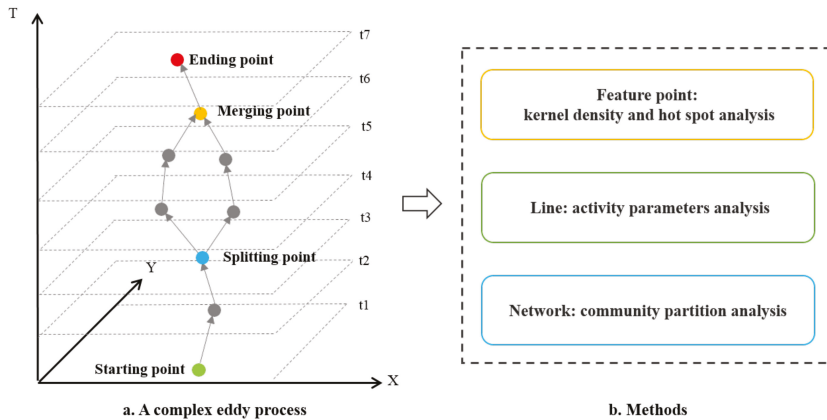 T
t7
Ending point
t6
Merging point
t5
t4
t3
Y
Splitting point
t2
t1
Starting point
X
a. A complex eddy process
Feature point:
kernel density and hot spot analysis
Line: activity parameters analysis
Network: community partition analysis
b. Methods